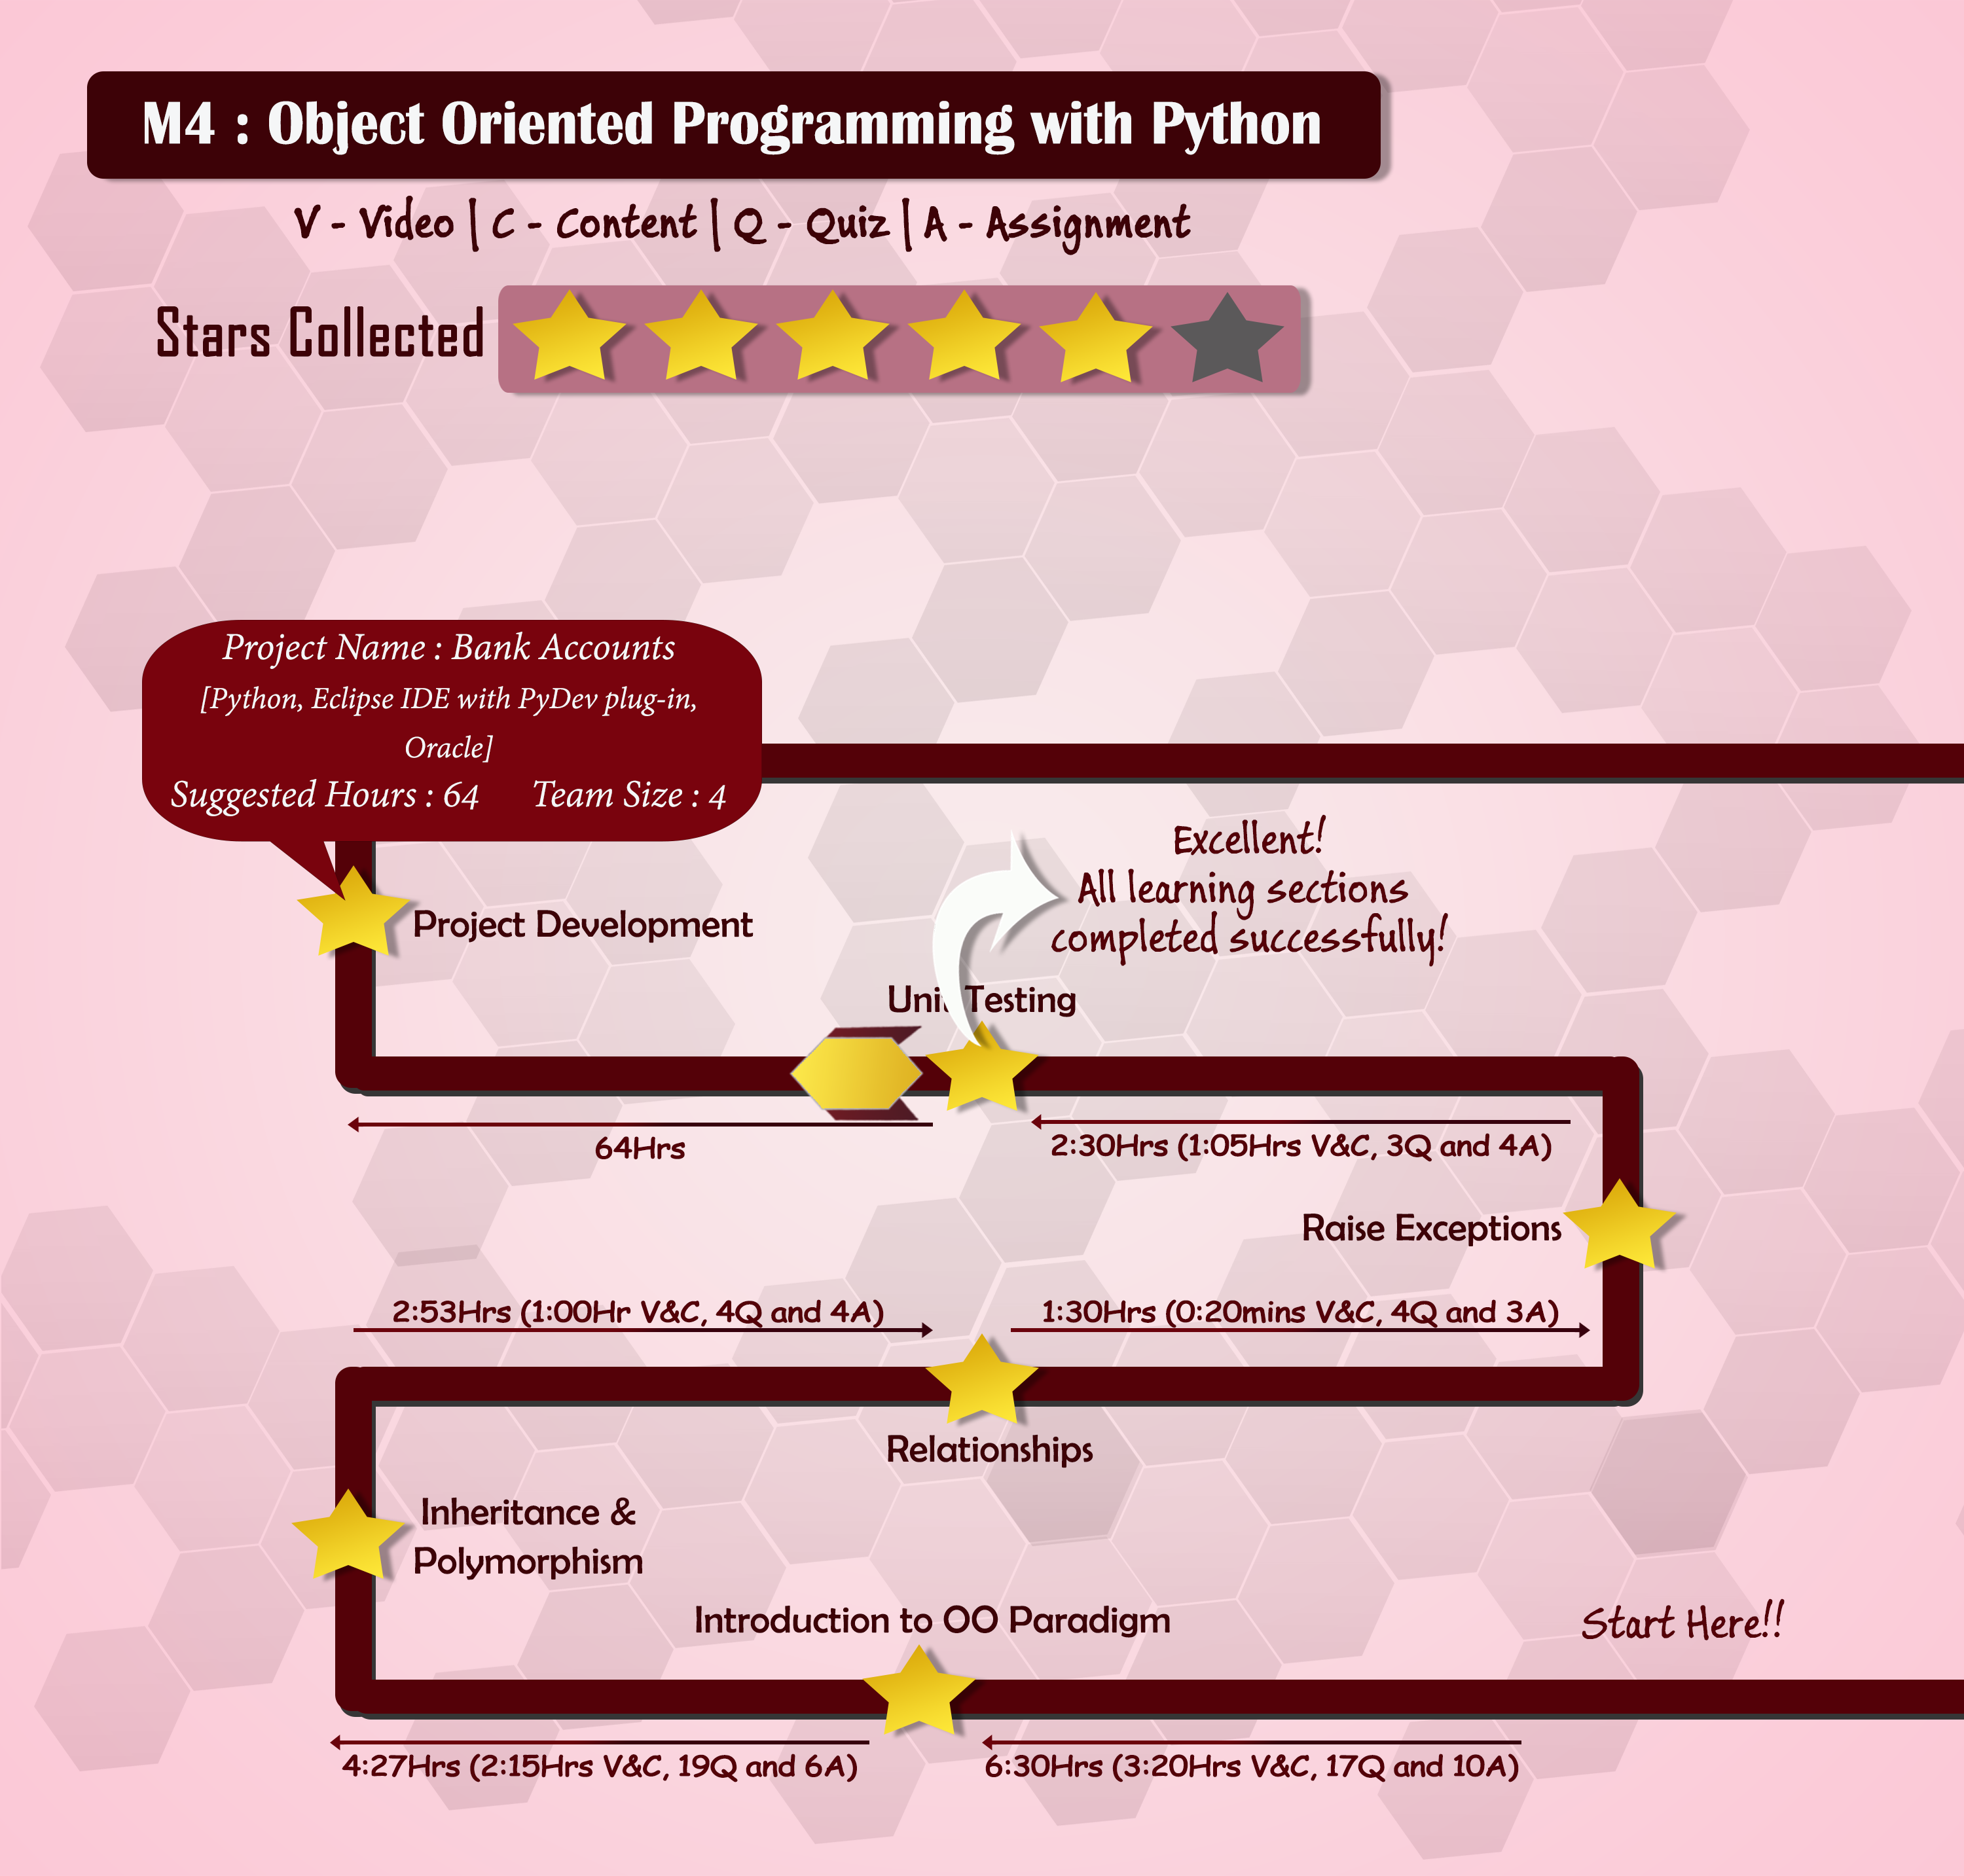 M4 : Object Oriented Programming with Python
V - Video | C - Content | Q - Quiz | A - Assignment
Stars Collected
Project Name : Bank Accounts
[Python, Eclipse IDE with PyDev plug-in,
Oracle]
Suggested Hours : 64 Team Size : 4
Excellent!
All learning sections
completed successfully!
Project Development
Unit Testing
64Hrs
2:30Hrs (1:05Hrs V&C, 3Q and 4A)
Raise Exceptions
2:53Hrs (1:00Hr V&C, 4Q and 4A)
1:30Hrs (0:20mins V&C, 4Q and 3A)
Relationships
Inheritance &
Polymorphism
Introduction to OO Paradigm
Start Here!!
4:27Hrs (2:15Hrs V&C, 19Q and 6A)
6:30Hrs (3:20Hrs V&C, 17Q and 10A)